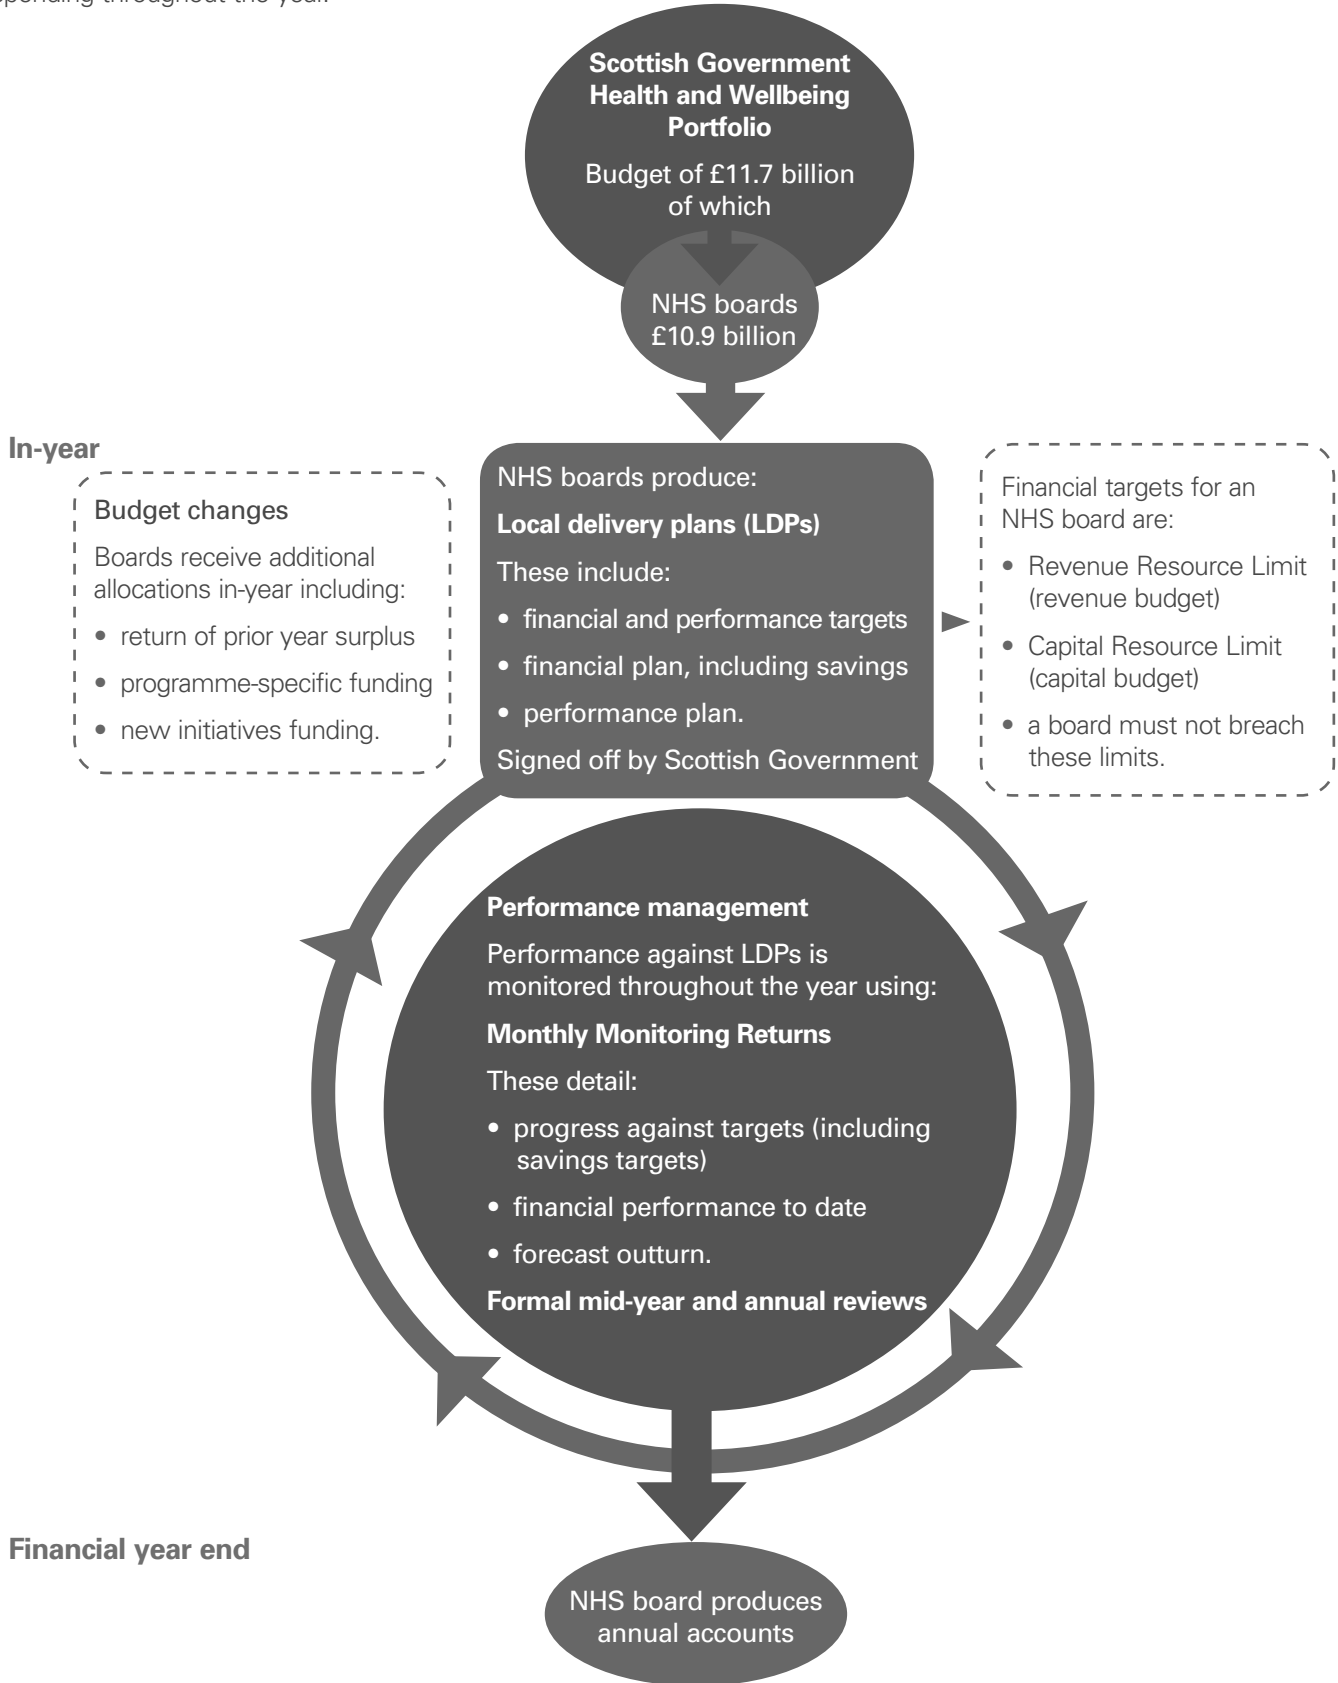 spending throughout the year.
Scottish Government
Health and Wellbeing
Portfolio
Budget of £11.7 billion
of which
NHS boards
£10.9 billion
In-year
Budget changes
Boards receive additional
allocations in-year including:
• return of prior year surplus
• programme-specific funding
• new initiatives funding.
NHS boards produce:
Local delivery plans (LDPs)
These include:
• financial and performance targets
• financial plan, including savings
• performance plan.
Signed off by Scottish Government
Financial targets for an
NHS board are:
• Revenue Resource Limit
(revenue budget)
• Capital Resource Limit
(capital budget)
• a board must not breach
these limits.
Performance management
Performance against LDPs is
monitored throughout the year using:
Monthly Monitoring Returns
These detail:
• progress against targets (including
savings targets)
• financial performance to date
• forecast outturn.
Formal mid-year and annual reviews
Financial year end
NHS board produces
annual accounts